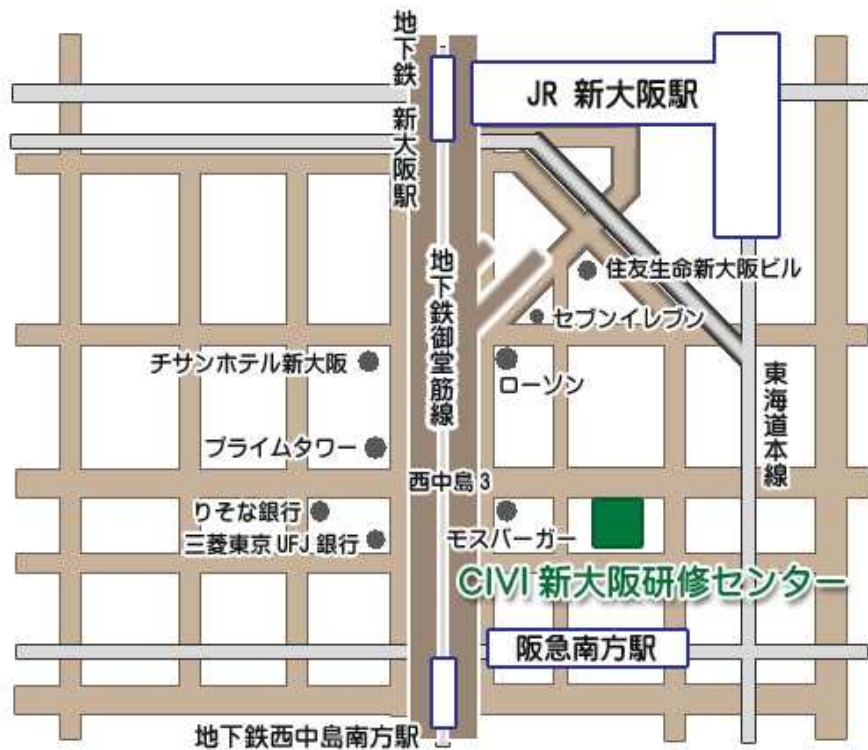 地下鉄 新大阪駅
JR 新大阪駅
地下鉄御堂筋線
住友生命新大阪ビル
セブンイレブン
チサンホテル新大阪
ローソン
東海道本線
プライムタワー
西中島3
りそな銀行
モスバーガー
三菱東京UFJ銀行
CIVI新大阪研修センター
阪急南方駅
地下鉄西中島南方駅